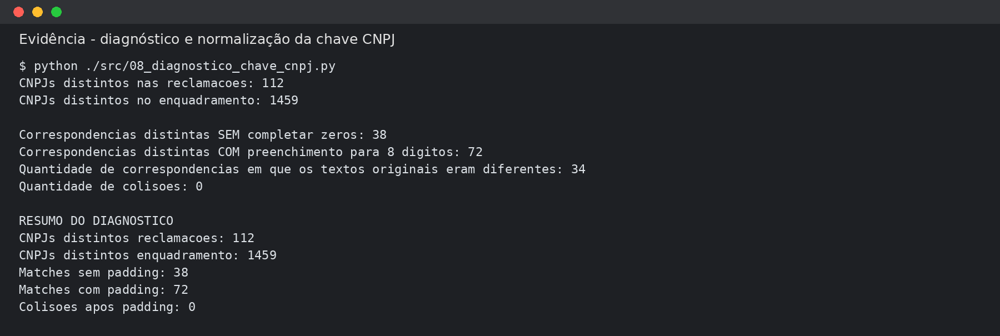 Evidência - diagnóstico e normalização da chave CNPJ
$ python ./src/08_diagnostico_chave_cnpj.py
CNPJs distintos nas reclamacoes: 112
CNPJs distintos no enquadramento: 1459
Correspondencias distintas SEM completar zeros: 38
Correspondencias distintas COM preenchimento para 8 digitos: 72
Quantidade de correspondencias em que os textos originais eram diferentes: 34
Quantidade de colisoes: 0
RESUMO DO DIAGNOSTICO
CNPJs distintos reclamacoes: 112
CNPJs distintos enquadramento: 1459
Matches sem padding: 38
Matches com padding: 72
Colisoes apos padding: 0